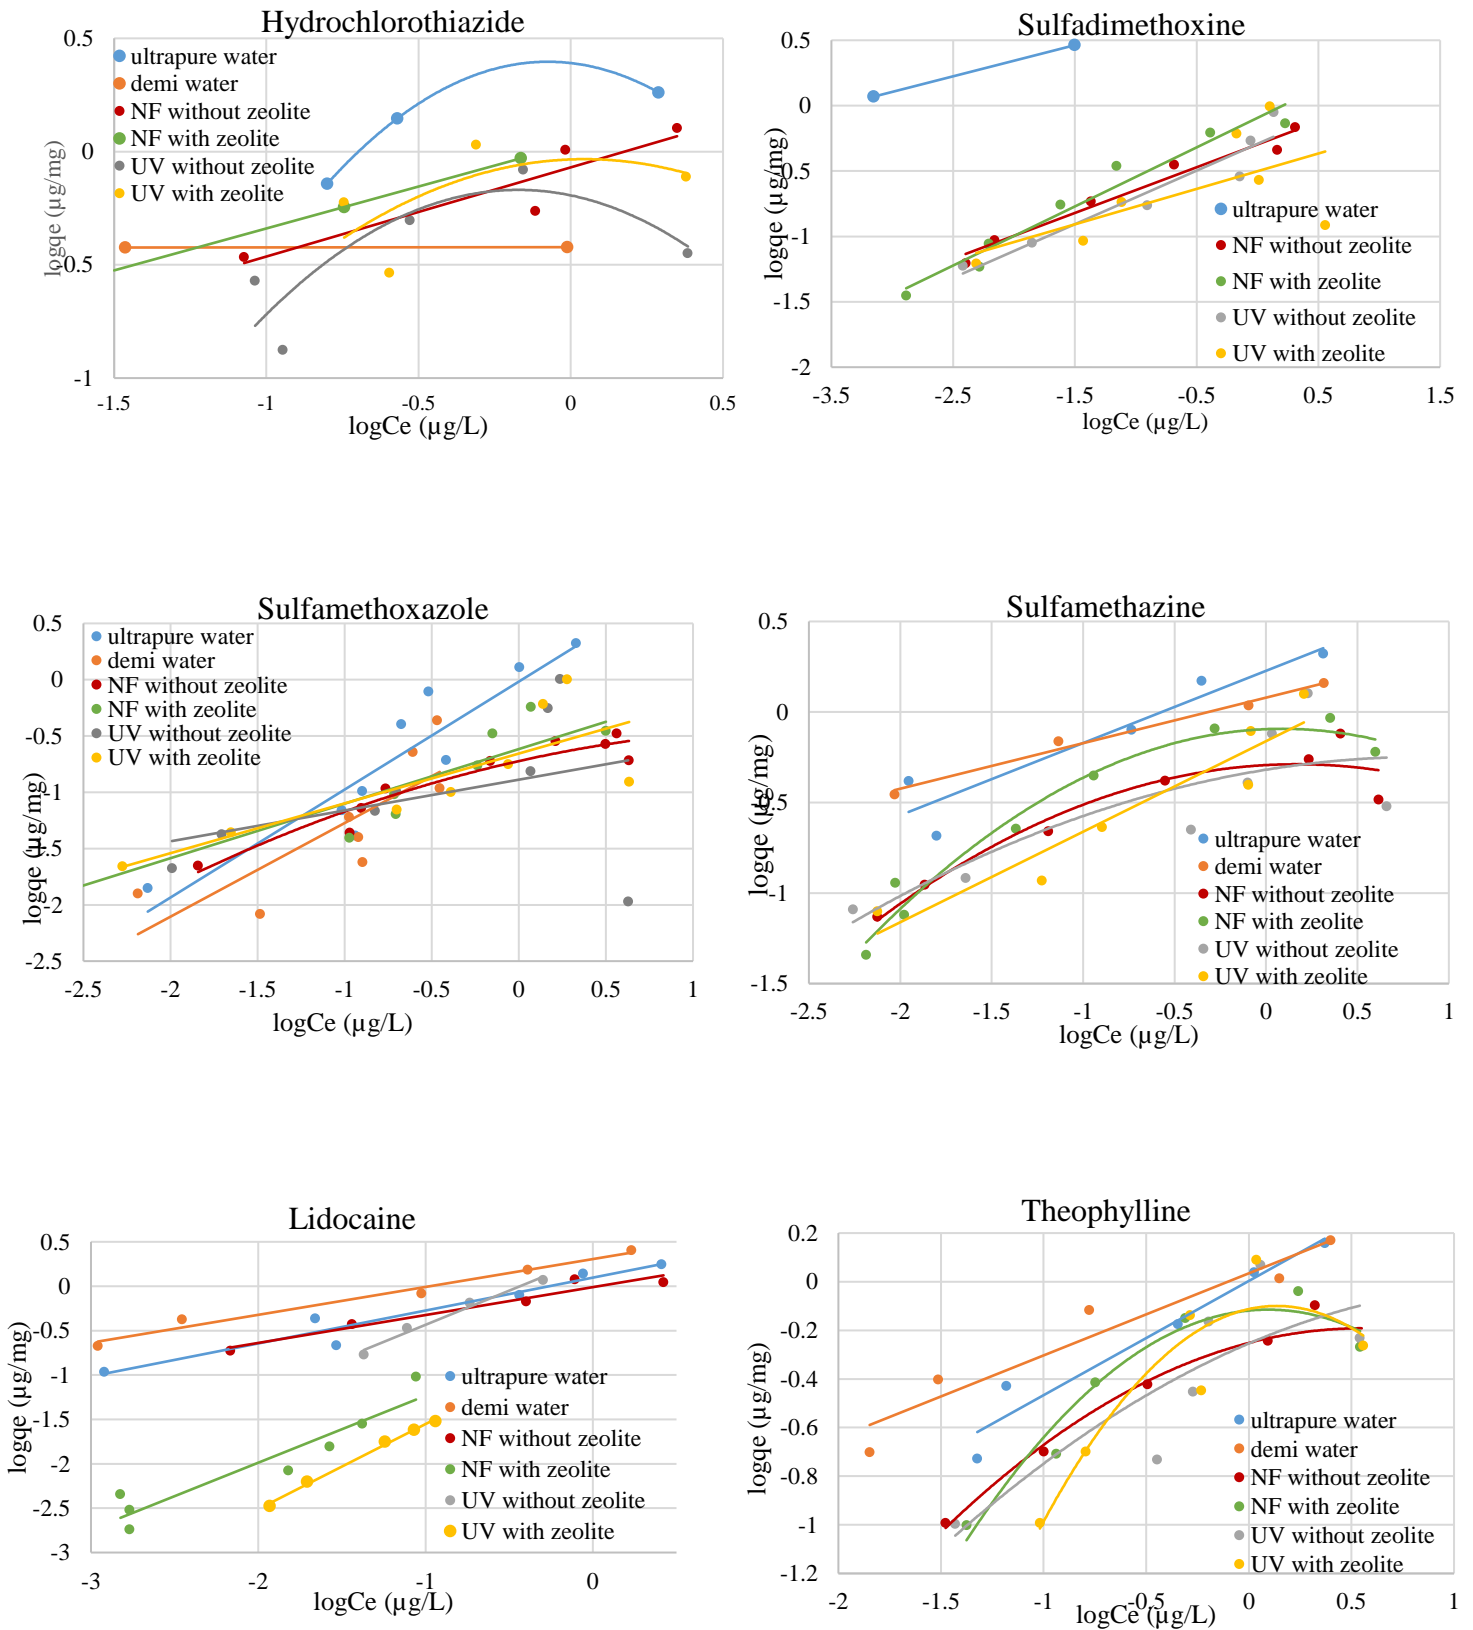 Hydrochlorothiazide
0.5
0
-0.5
-1
-1.5
-1
-0.5
0
0.5
logqe (µg/mg)
logCe (µg/L)
ultrapure water
demi water
NF without zeolite
NF with zeolite
UV without zeolite
UV with zeolite
Sulfadimethoxine
0.5
0
-0.5
-1
-1.5
-2
-3.5
-2.5
-1.5
-0.5
0.5
1.5
logqe (µg/mg)
logCe (µg/L)
ultrapure water
NF without zeolite
NF with zeolite
UV without zeolite
UV with zeolite
Sulfamethoxazole
0.5
0
-0.5
-1
-1.5
-2
-2.5
-2.5
-2
-1.5
-1
-0.5
0
0.5
1
logqe (µg/mg)
logCe (µg/L)
ultrapure water
demi water
NF without zeolite
NF with zeolite
UV without zeolite
UV with zeolite
Sulfamethazine
0.5
0
-0.5
-1
-1.5
-2.5
-2
-1.5
-1
-0.5
0
0.5
1
logqe (µg/mg)
logCe (µg/L)
ultrapure water
demi water
NF without zeolite
NF with zeolite
UV without zeolite
UV with zeolite
Lidocaine
0.5
0
-0.5
-1
-1.5
-2
-2.5
-3
-3
-2
-1
0
logqe (µg/mg)
logCe (µg/L)
ultrapure water
demi water
NF without zeolite
NF with zeolite
UV without zeolite
UV with zeolite
Theophylline
0.2
0
-0.2
-0.4
-0.6
-0.8
-1
-1.2
-2
-1.5
-1
-0.5
0
0.5
1
logqe (µg/mg)
logCe (µg/L)
ultrapure water
demi water
NF without zeolite
NF with zeolite
UV without zeolite
UV with zeolite